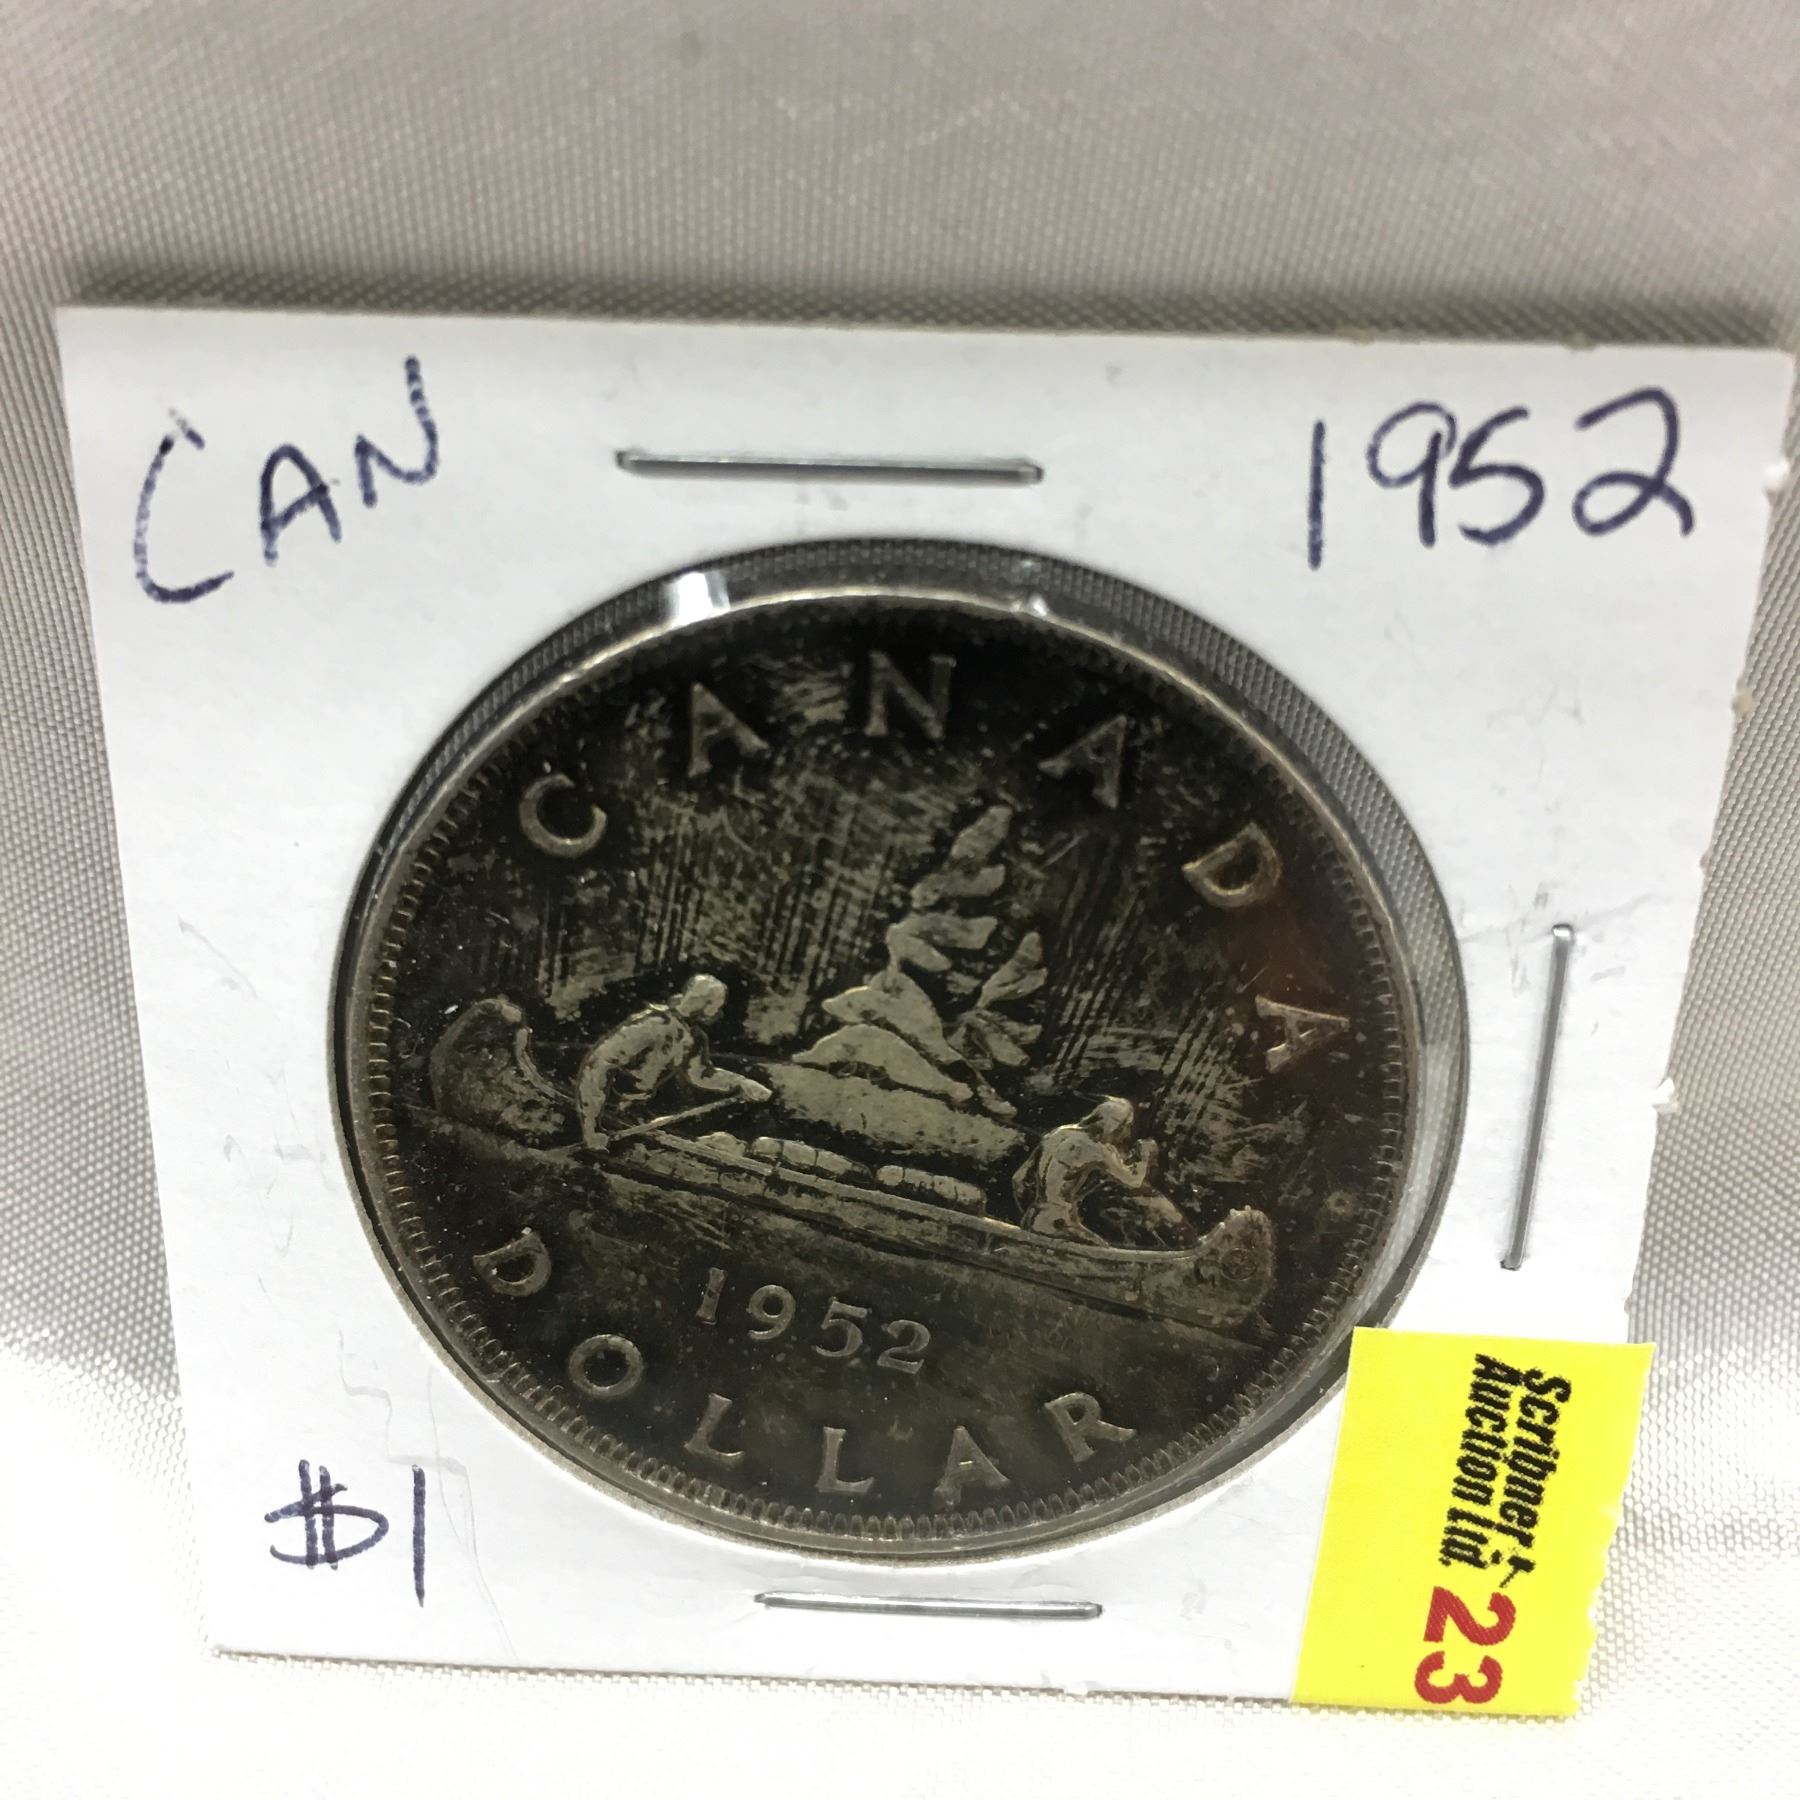 CAN 1952
CANADA
1952
DOLLAR
$1
Scribner
Auction Ltd.
23